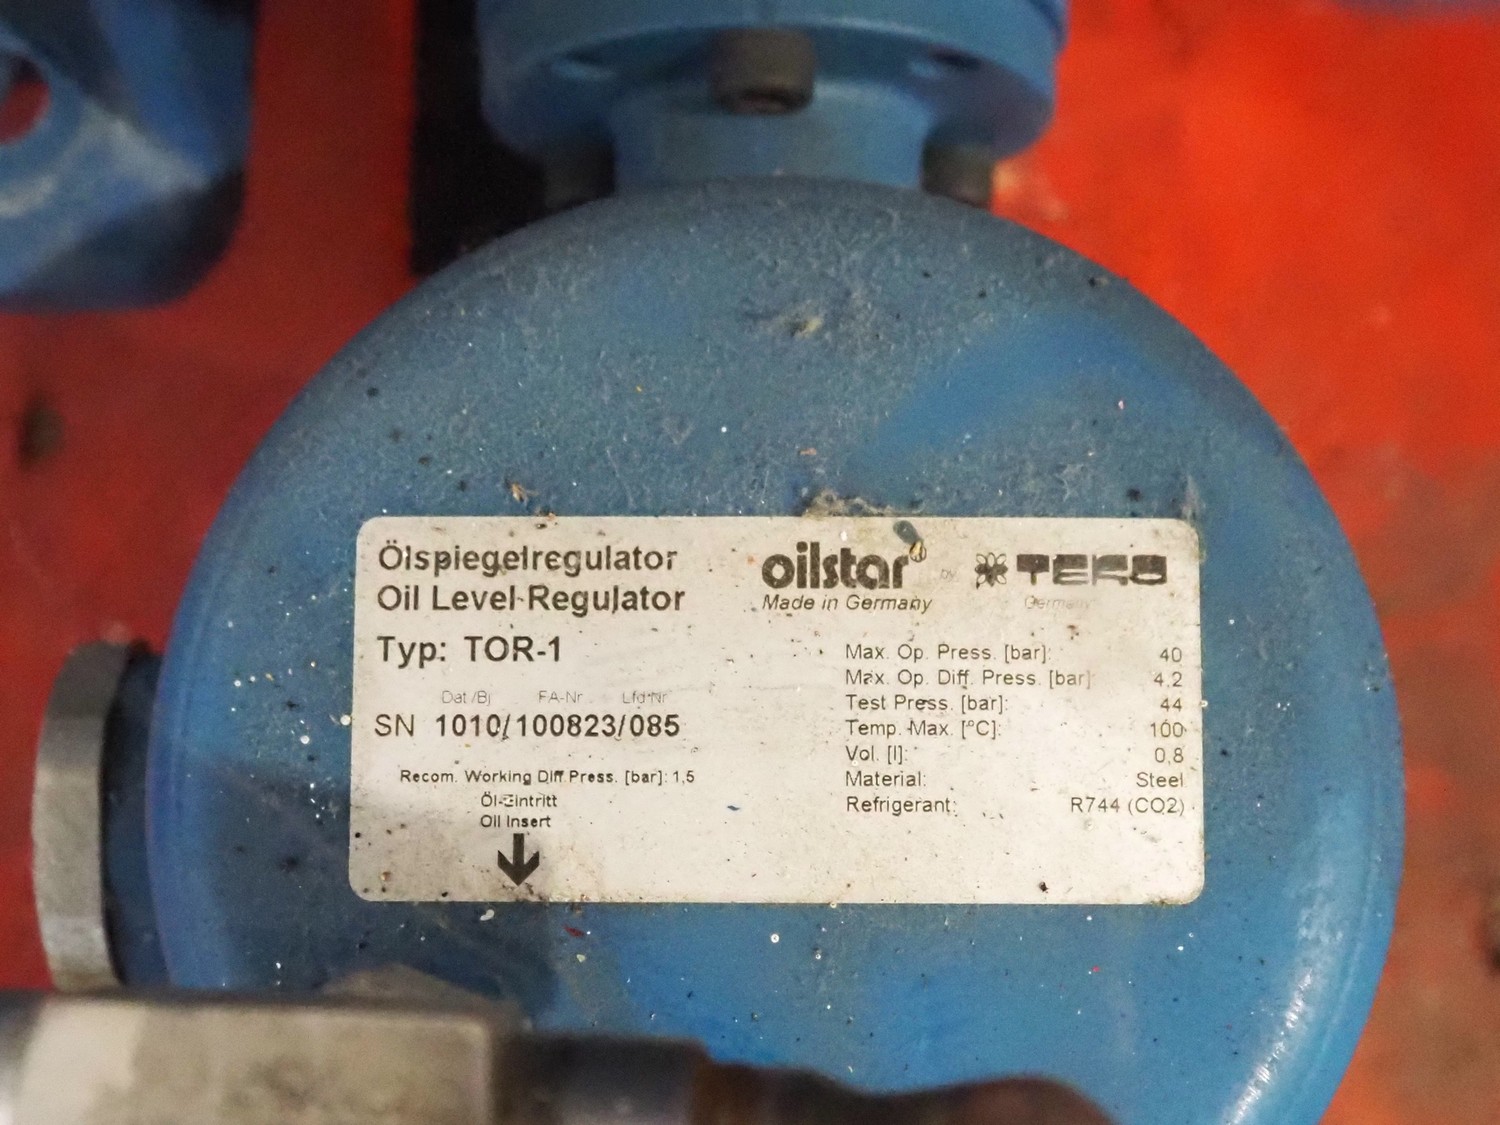 Ölspiegelregulator
Oil Level Regulator
Typ: TOR-1
Dat /Bj FA-Nr Lfd Nr
SN 1010/100823/085
Recom. Working Diff.Press. [bar]: 1,5
Öl-Eintritt
Oil Insert
oilstar by TEKO
Made in Germany Germany
Max. Op. Press. [bar]: 40
Max. Op. Diff. Press. [bar] 4,2
Test Press. [bar]: 44
Temp. Max. [°C]: 100
Vol. [l]: 0,8
Material: Steel
Refrigerant: R744 (CO2)